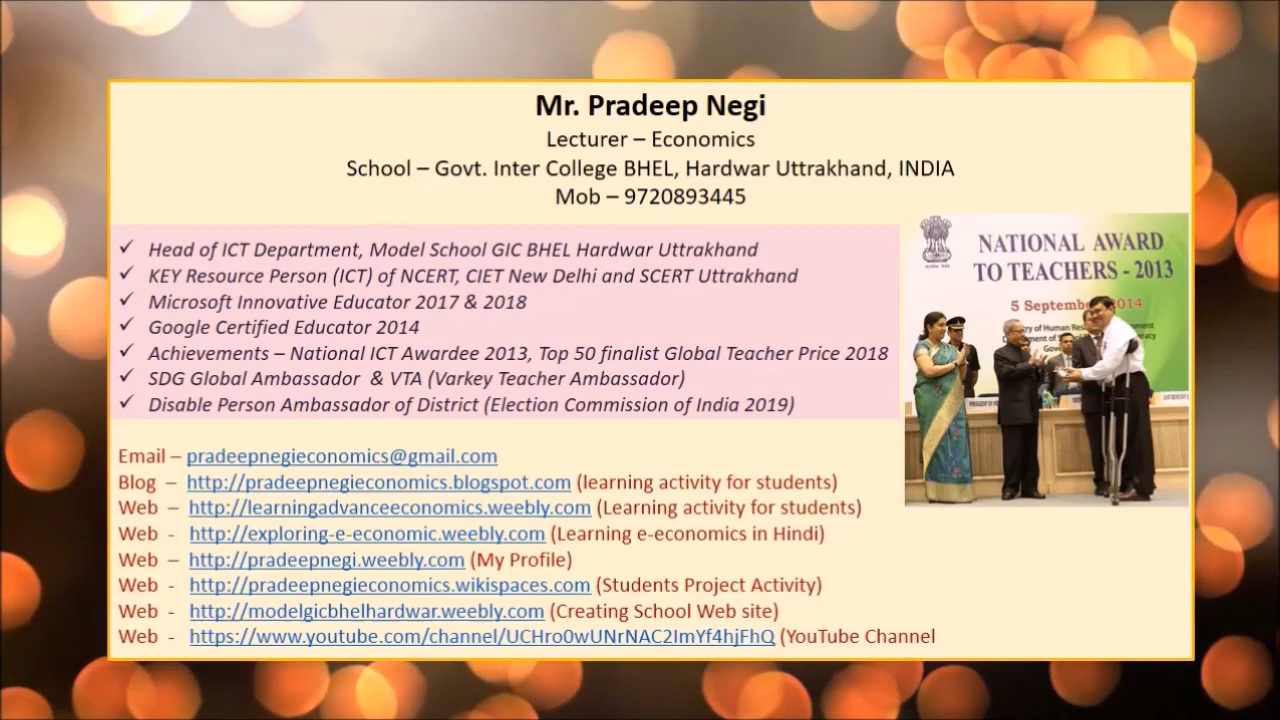 Mr. Pradeep Negi
Lecturer – Economics
School – Govt. Inter College BHEL, Hardwar Uttrakhand, INDIA
Mob – 9720893445
✓ Head of ICT Department, Model School GIC BHEL Hardwar Uttrakhand
✓ KEY Resource Person (ICT) of NCERT, CIET New Delhi and SCERT Uttrakhand
✓ Microsoft Innovative Educator 2017 & 2018
✓ Google Certified Educator 2014
✓ Achievements – National ICT Awardee 2013, Top 50 finalist Global Teacher Price 2018
✓ SDG Global Ambassador & VTA (Varkey Teacher Ambassador)
✓ Disable Person Ambassador of District (Election Commission of India 2019)
NATIONAL AWARD
TO TEACHERS - 2013
5 September 2014
of Human
of
Email – pradeepnegieconomics@gmail.com
Blog – http://pradeepnegieconomics.blogspot.com (learning activity for students)
Web – http://learningadvanceeconomics.weebly.com (Learning activity for students)
Web - http://exploring-e-economic.weebly.com (Learning e-economics in Hindi)
Web – http://pradeepnegi.weebly.com (My Profile)
Web - http://pradeepnegieconomics.wikispaces.com (Students Project Activity)
Web - http://modelgicbhelhardwar.weebly.com (Creating School Web site)
Web - https://www.youtube.com/channel/UCHro0wUNrNAC2ImYf4hjFhQ (YouTube Channel